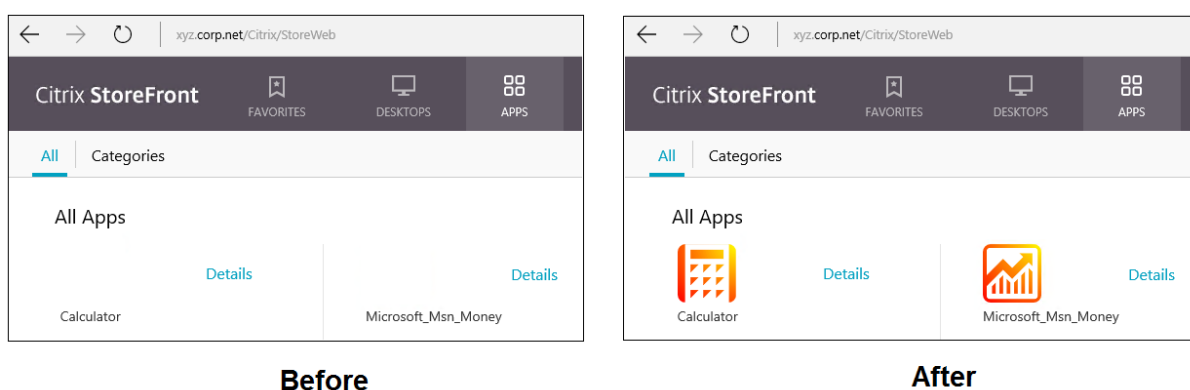 xyz.corp.net/Citrix/StoreWeb
Citrix StoreFront
FAVORITES
DESKTOPS
APPS
All
Categories
All Apps
Details
Details
Calculator
Microsoft_Msn_Money
Before
xyz.corp.net/Citrix/StoreWeb
Citrix StoreFront
FAVORITES
DESKTOPS
APPS
All
Categories
All Apps
Details
Details
Calculator
Microsoft_Msn_Money
After